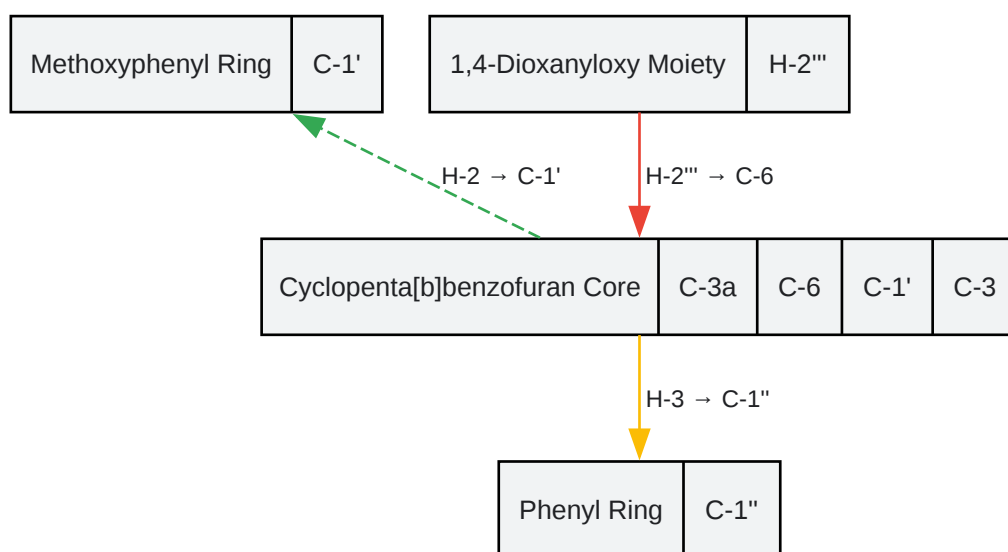 Methoxyphenyl Ring C-1'
1,4-Dioxanyloxy Moiety H-2'''
H-2 → C-1'
H-2''' → C-6
Cyclopenta[b]benzofuran Core C-3a C-6 C-1' C-3
H-3 → C-1''
Phenyl Ring C-1''